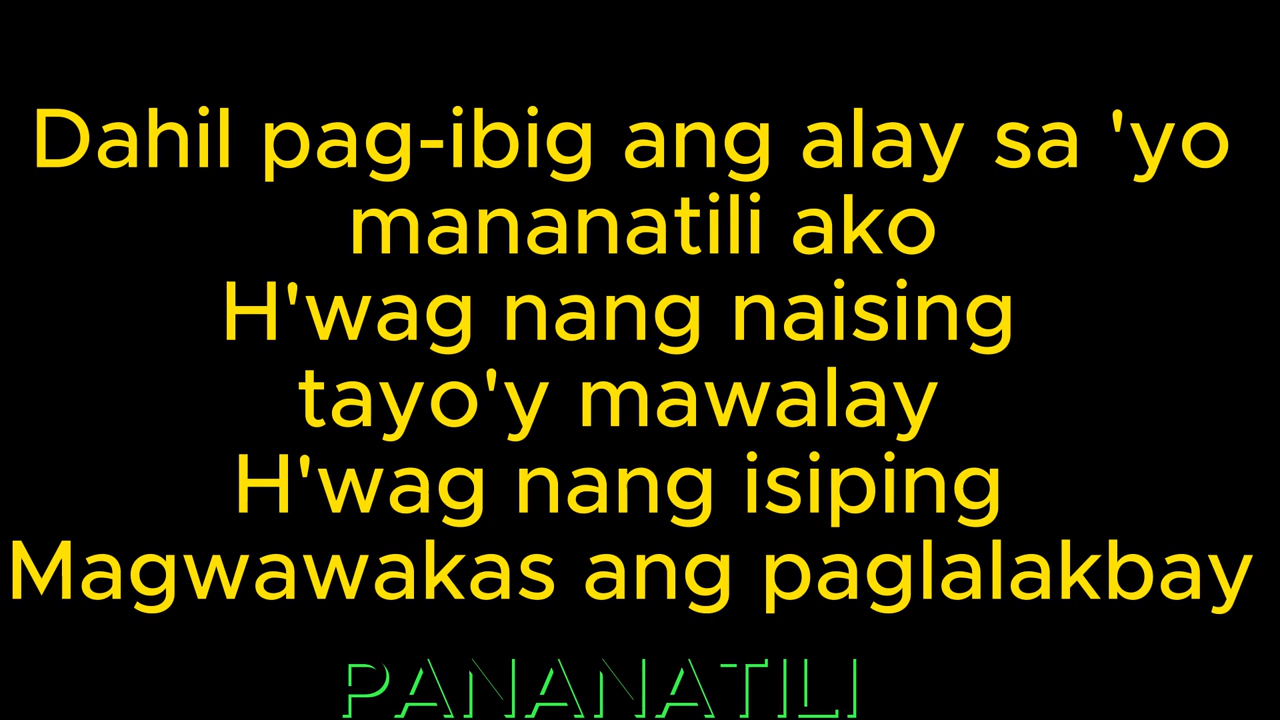 Dahil pag-ibig ang alay sa 'yo
mananatili ako
H'wag nang naising
tayo'y mawalay
H'wag nang isiping
Magwawakas ang paglalakbay
PANANATILI